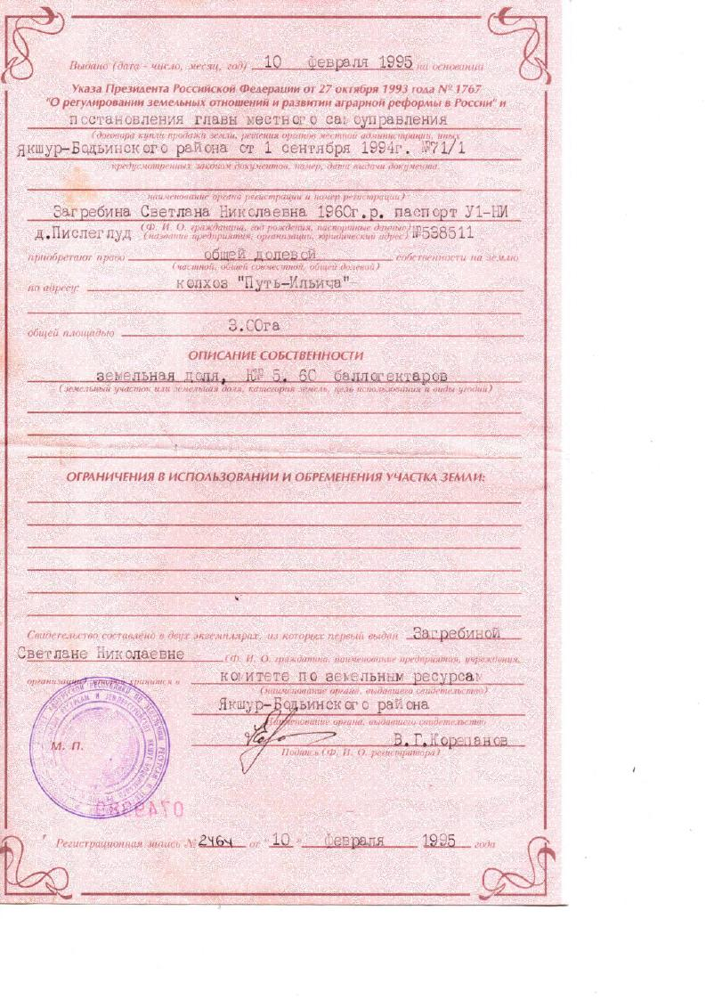 Выдано (дата - число, месяц, год) 10 февраля 1995 на основании
Указа Президента Российской Федерации от 27 октября 1993 года № 1767
"О регулировании земельных отношений и развитии аграрной реформы в России" и
постановления главы местного самоуправления
(договора купли-продажи земли, решения органов местной администрации, иных
Якшур-Бодьинского района от 1 сентября 1994г. №71/1
предусмотренных законом документов, номер, дата выдачи документа.
наименование органа регистрации и номер регистрации)
Загребина Светлана Николаевна 1960г.р. паспорт У1-НИ
(Ф. И. О. гражданина, год рождения, паспортные данные)
д.Пислеглуд (название предприятия, организации, юридический адрес) №538511
приобретают право общей долевой собственности на землю
(частной, общей совместной, общей долевой)
по адресу: колхоз "Путь-Ильича"
общей площадью 3.00га
ОПИСАНИЕ СОБСТВЕННОСТИ
земельная доля, К№ 5. 60 баллогектаров
(земельный участок или земельная доля, категория земель, цель использования и виды угодий)
ОГРАНИЧЕНИЯ В ИСПОЛЬЗОВАНИИ И ОБРЕМЕНЕНИЯ УЧАСТКА ЗЕМЛИ:
Свидетельство составлено в двух экземплярах, из которых первый выдан Загребиной
Светлане Николаевне (Ф. И. О. гражданина, наименование предприятия, учреждения,
организации) второй хранится в комитете по земельным ресурсам
(наименование органа, выдавшего свидетельство)
Якшур-Бодьинского района
Наименование органа, выдавшего свидетельство
В.Г.Корепанов
М. П.
Подпись (Ф. И. О. регистратора)
Регистрационная запись № 2464 от "10" февраля 1995 года